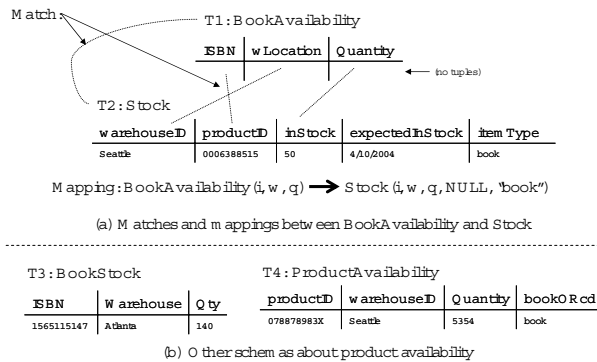 Match:
T1:BookAvailability
ISBN wLocation Quantity
(no tuples)
T2:Stock
warehouseID productID inStock expectedInStock itemType
Seattle 0006388515 50 4/10/2004 book
Mapping:BookAvailability(i,w,q) Stock(i,w,q,NULL,"book")
(a) Matches and mappings between BookAvailability and Stock
T3:BookStock
ISBN Warehouse Qty
1565115147 Atlanta 140
T4:ProductAvailability
productID warehouseID Quantity bookORcd
078878983X Seattle 5354 book
(b) Other schemas about product availability